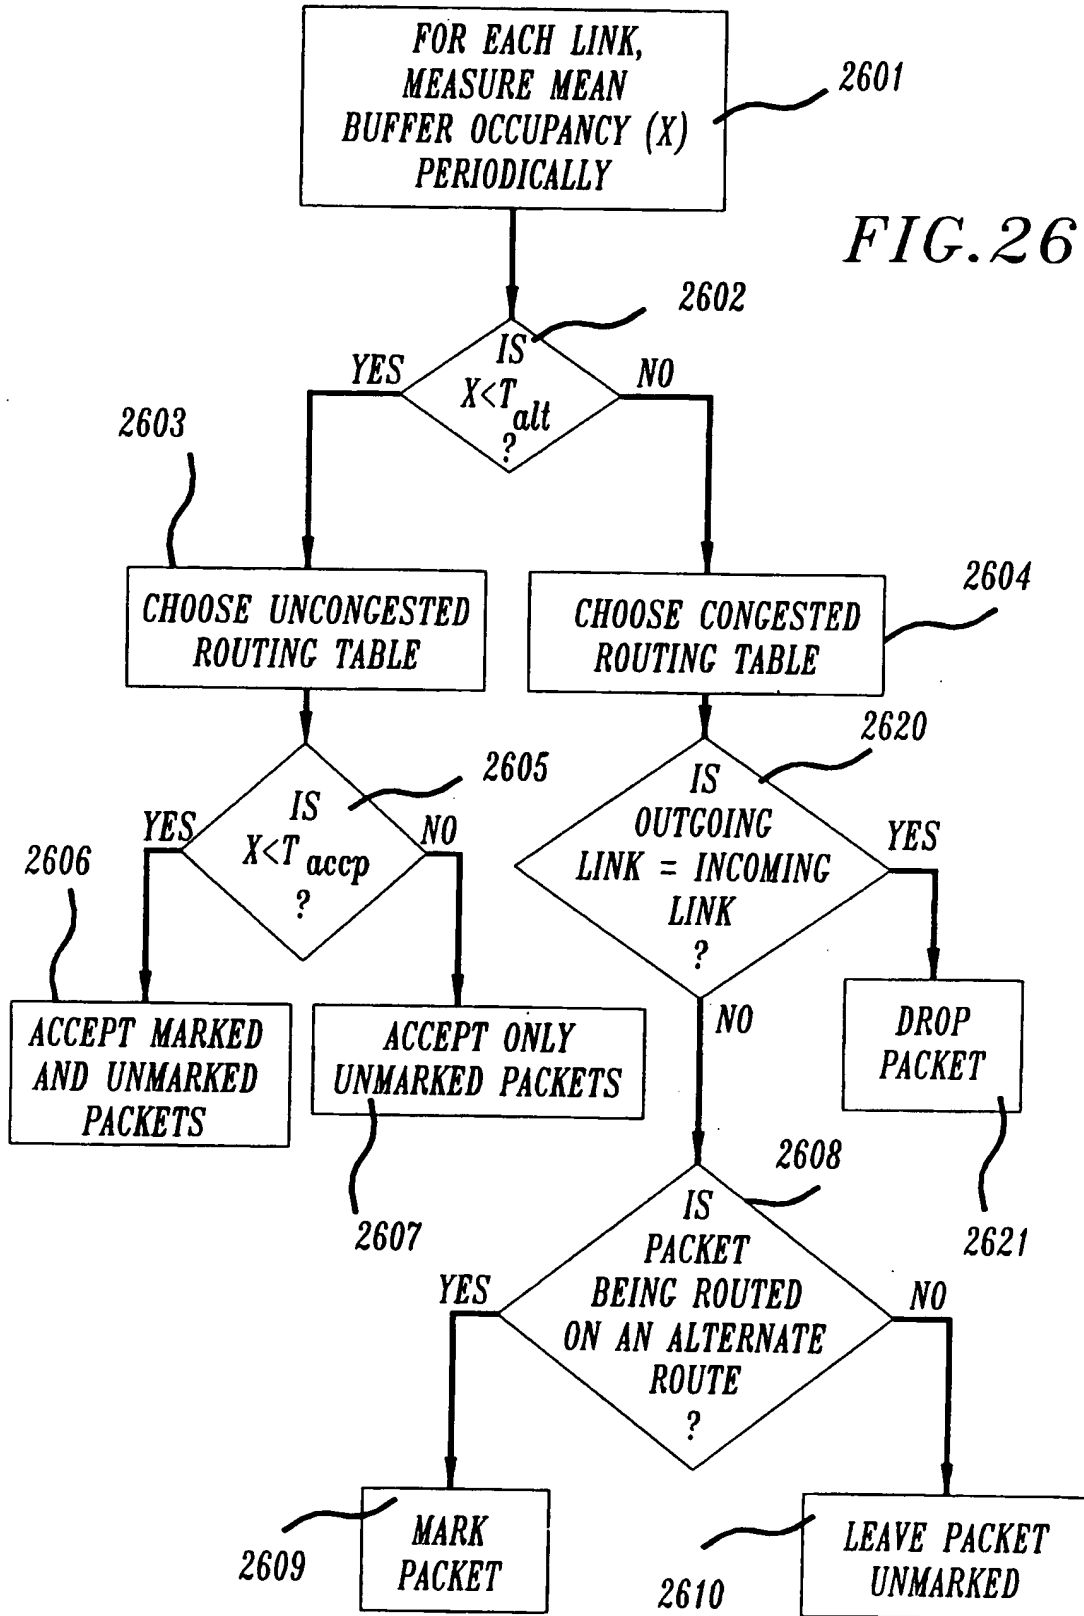 FOR EACH LINK,
MEASURE MEAN
BUFFER OCCUPANCY (X)
PERIODICALLY
2601
FIG.26
2602
IS
X<T alt
?
YES
NO
2603
CHOOSE UNCONGESTED
ROUTING TABLE
CHOOSE CONGESTED
ROUTING TABLE
2604
2605
IS
X<T accp
?
YES
NO
2620
IS
OUTGOING
LINK = INCOMING
LINK
?
YES
NO
2606
ACCEPT MARKED
AND UNMARKED
PACKETS
ACCEPT ONLY
UNMARKED PACKETS
2607
DROP
PACKET
2621
2608
IS
PACKET
BEING ROUTED
ON AN ALTERNATE
ROUTE
?
YES
NO
MARK
PACKET
2609
LEAVE PACKET
UNMARKED
2610